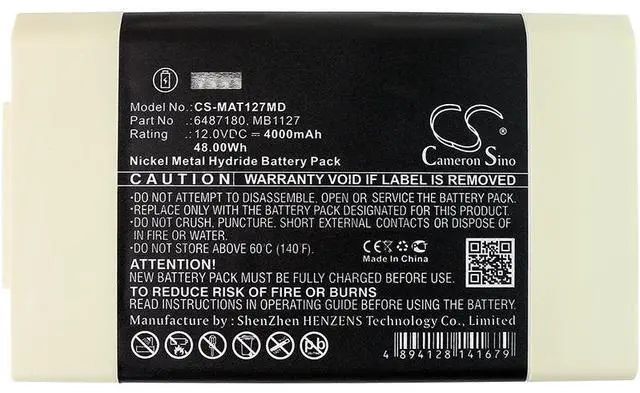 Model No.: CS-MAT127MD
Part No : 6487180, MB1127
Rating : 12.0VDC ⎓ 4000mAh
48.00Wh
Nickel Metal Hydride Battery Pack
CS
Cameron Sino
CAUTION ! WARRANTY VOID IF LABEL IS REMOVED
•DO NOT ATTEMPT TO DISASSEMBLE. OPEN OR SERVICE THE BATTERY PACK.
•REPLACE ONLY WITH THE BATTERY PACK DESIGNATED FOR THIS PRODUCT.
•DO NOT CRUSH, PUNCTURE. SHORT EXTERNAL CONTACTS OR DISPOSE OF
IN FIRE OR WATER.
•DO NOT STORE ABOVE 60℃ (140℉).
CE
Made In China
ATTENTION!
NEW BATTERY PACK MUST BE FULLY CHARGED BEFORE USE
TO REDUCE RISK OF FIRE OR BURNS
READ INSTRUCTIONS IN OPERATING GUIDE BEFORE USING THE BATTERY.
Manufacture by : ShenZhen HENZENS Technology Co., Limited
Pb
4 894128 141679